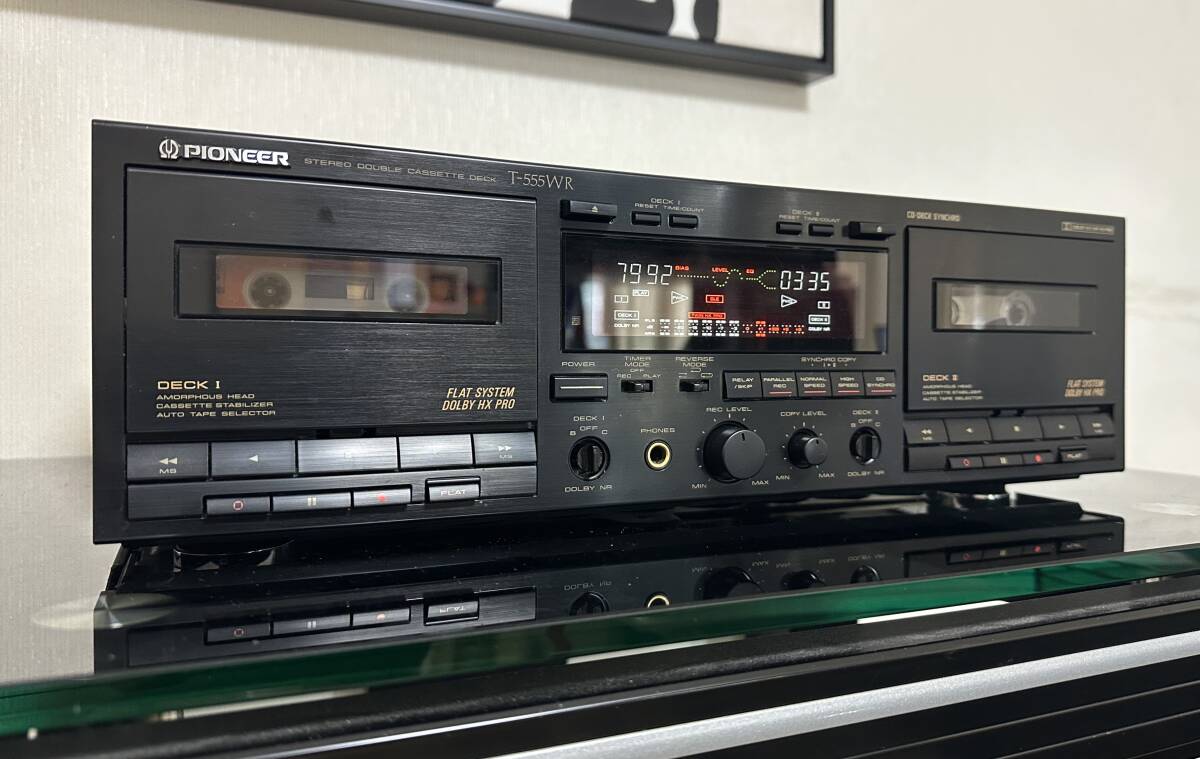 PIONEER STEREO DOUBLE CASSETTE DECK T-555WR
DECK I
RESET TIME/COUNT
DECK II
RESET TIME/COUNT
CD·DECK SYNCHRO
7992 BIAS LEVEL EQ 0335
PLAY
DECK I
DOLBY NR
DECK II
DOLBY NR
DECK I
AMORPHOUS HEAD
CASSETTE STABILIZER
AUTO TAPE SELECTOR
FLAT SYSTEM
DOLBY HX PRO
MS
MS
FLAT
POWER
TIMER
MODE
OFF
REC PLAY
REVERSE
MODE
SYNCHRO COPY
I ▸ II
RELAY
/SKIP
PARALLEL
REC
NORMAL
SPEED
HIGH
SPEED
CD
SYNCHRO
DECK I
OFF
B C
DOLBY NR
PHONES
REC LEVEL
MIN MAX
COPY LEVEL
MIN MAX
DECK II
OFF
B C
DOLBY NR
DECK II
AMORPHOUS HEAD
CASSETTE STABILIZER
AUTO TAPE SELECTOR
FLAT SYSTEM
DOLBY HX PRO
MS
MS
FLAT